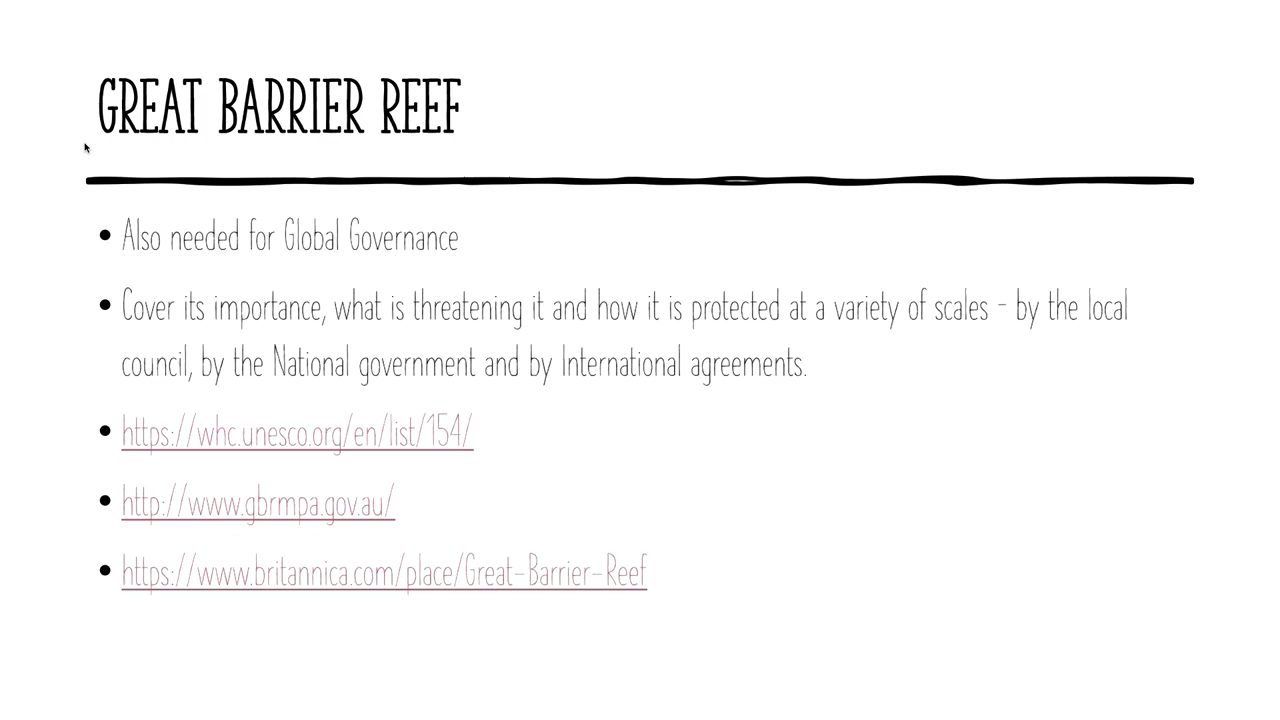 GREAT BARRIER REEF
• Also needed for Global Governance
• Cover its importance, what is threatening it and how it is protected at a variety of scales - by the local
council, by the National government and by International agreements.
• https://whc.unesco.org/en/list/154/
• http://www.gbrmpa.gov.au/
• https://www.britannica.com/place/Great-Barrier-Reef